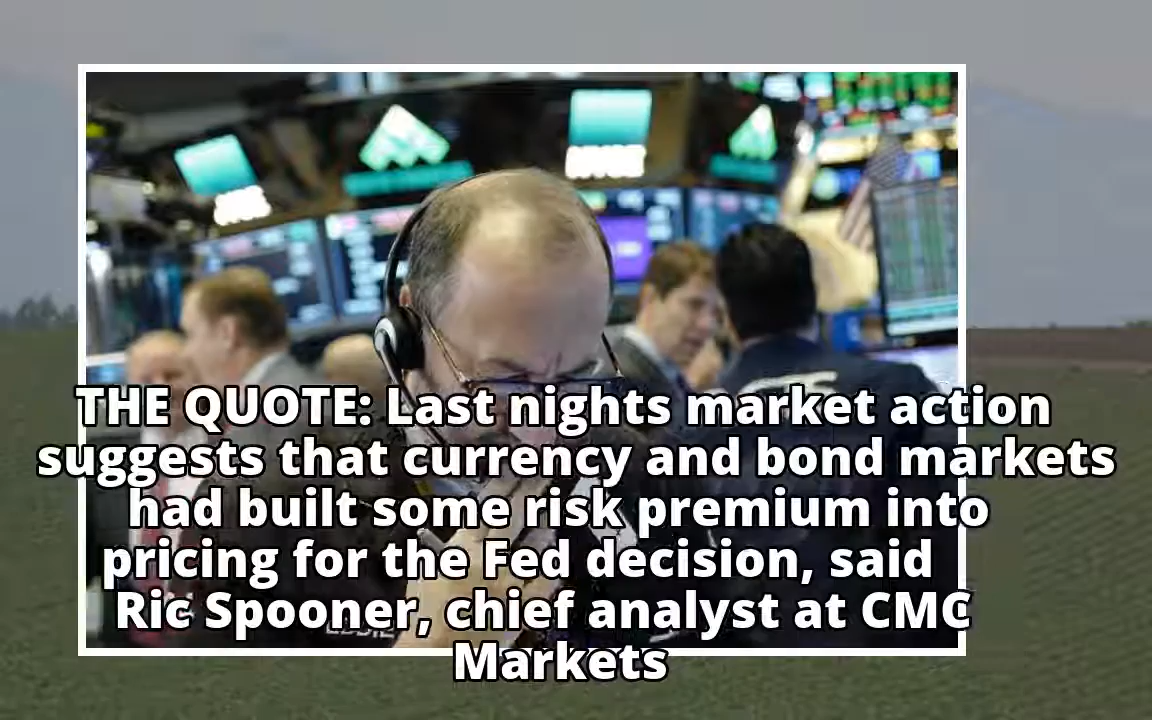 THE QUOTE: Last nights market action
suggests that currency and bond markets
had built some risk premium into
pricing for the Fed decision, said
Ric Spooner, chief analyst at CMC
Markets